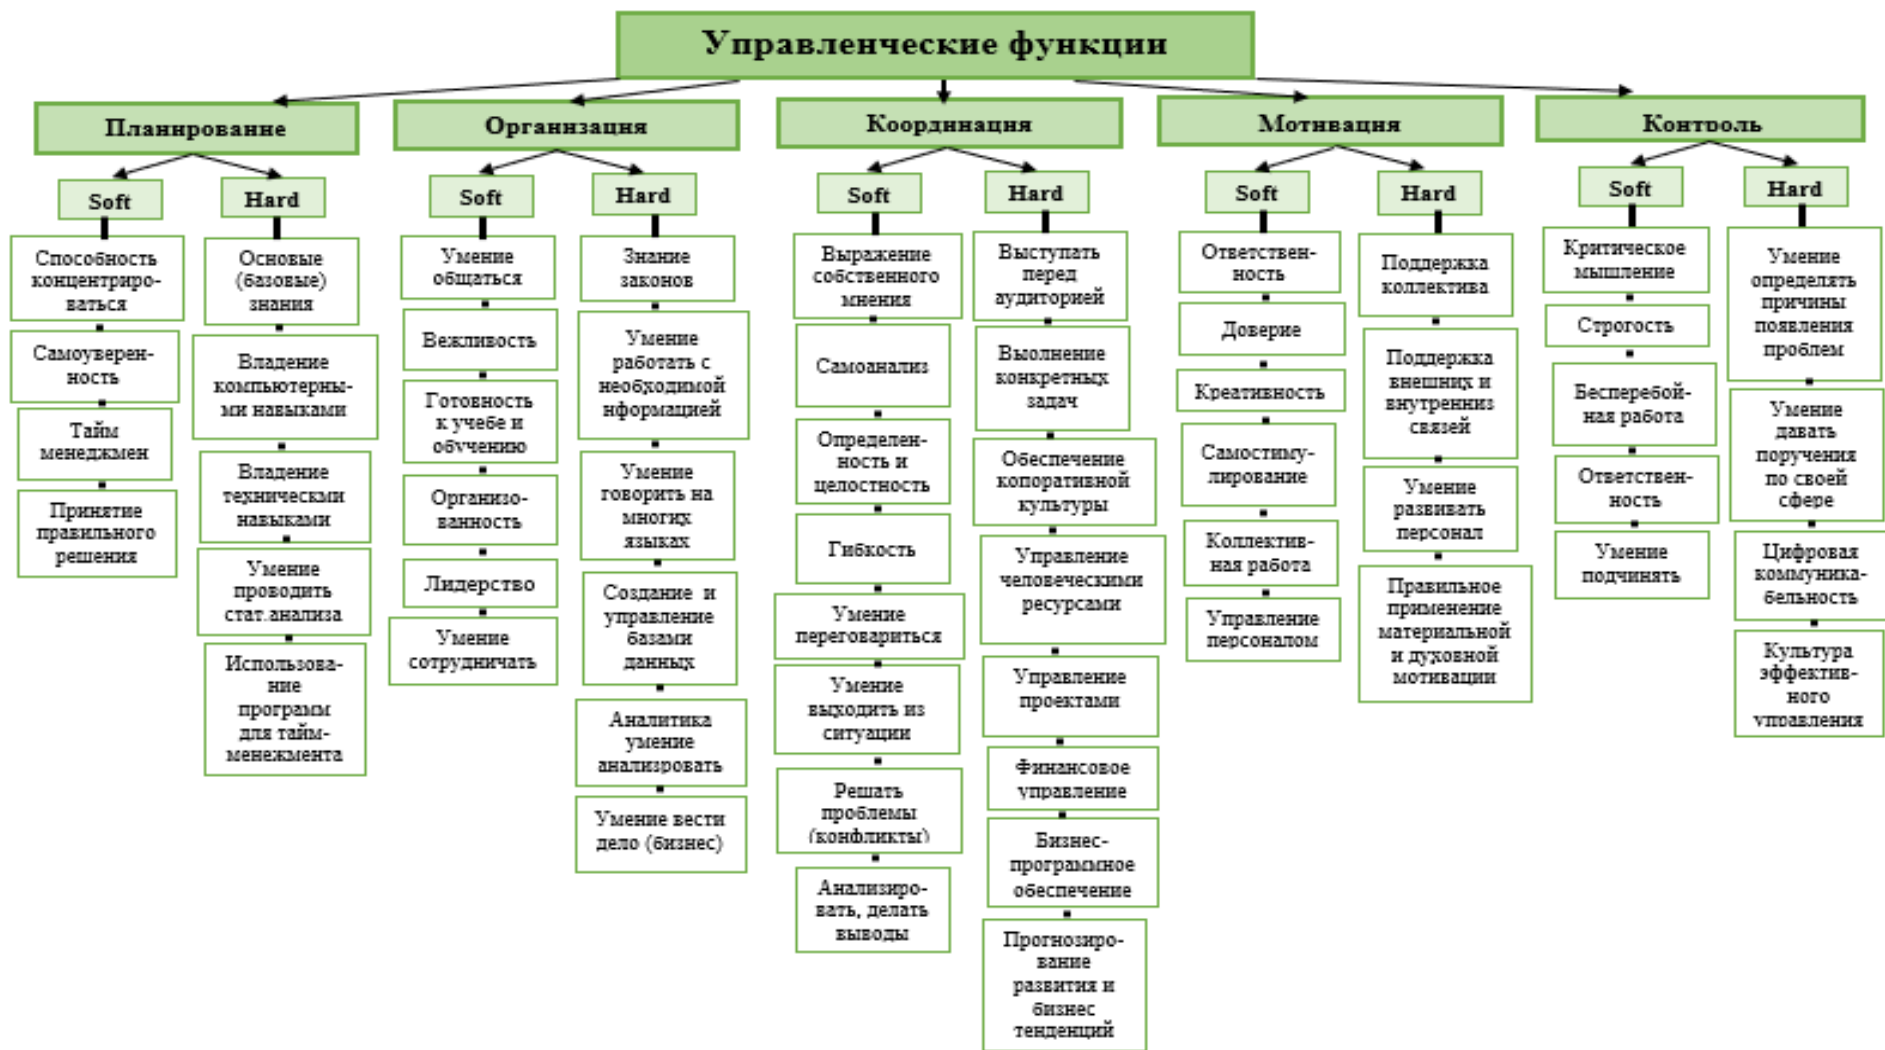 Управленческие функции
Планирование
Soft
Способность
концентриро-
ваться
Самоуверен-
ность
Тайм
менеджмен
Принятие
правильного
решения
Hard
Основые
(базовые)
знания
Владение
компьютерны-
ми навыками
Владение
техническми
навыками
Умение
проводить
стат.анализа
Использова-
ние
программ
для тайм-
менежмента
Организация
Soft
Умение
общаться
Вежливость
Готовность
к учебе и
обучению
Организо-
ванность
Лидерство
Умение
сотрудничать
Hard
Знание
законов
Умение
работать с
необходимой
нформацией
Умение
говорить на
многих
языках
Создание и
управление
базами
данных
Аналитика
умение
анализировать
Умение вести
дело (бизнес)
Координация
Soft
Выражение
собственного
мнения
Самоанализ
Определен-
ность и
целостность
Гибкость
Умение
переговариться
Умение
выходить из
ситуации
Решать
проблемы
(конфликты)
Анализиро-
вать, делать
выводы
Hard
Выступать
перед
аудиторией
Выолнение
конкретных
задач
Обеспечение
копоративной
культуры
Управление
человеческими
ресурсами
Управление
проектами
Финансовое
управление
Бизнес-
программное
обеспечение
Прогнозиро-
вание
развития и
бизнес
тенденций
Мотивация
Soft
Ответствен-
ность
Доверие
Креативность
Самостиму-
лирование
Коллектив-
ная работа
Управление
персоналом
Hard
Поддержка
коллектива
Поддержка
внешних и
внутренниз
связей
Умение
развивать
персонал
Правильное
применение
материальной
и духовной
мотивации
Контроль
Soft
Критическое
мышление
Строгость
Бесперебой-
ная работа
Ответствен-
ность
Умение
подчинять
Hard
Умение
определять
причины
появления
проблем
Умение
давать
поручения
по своей
сфере
Цифровая
коммуника-
бельность
Культура
эффектив-
ного
управления